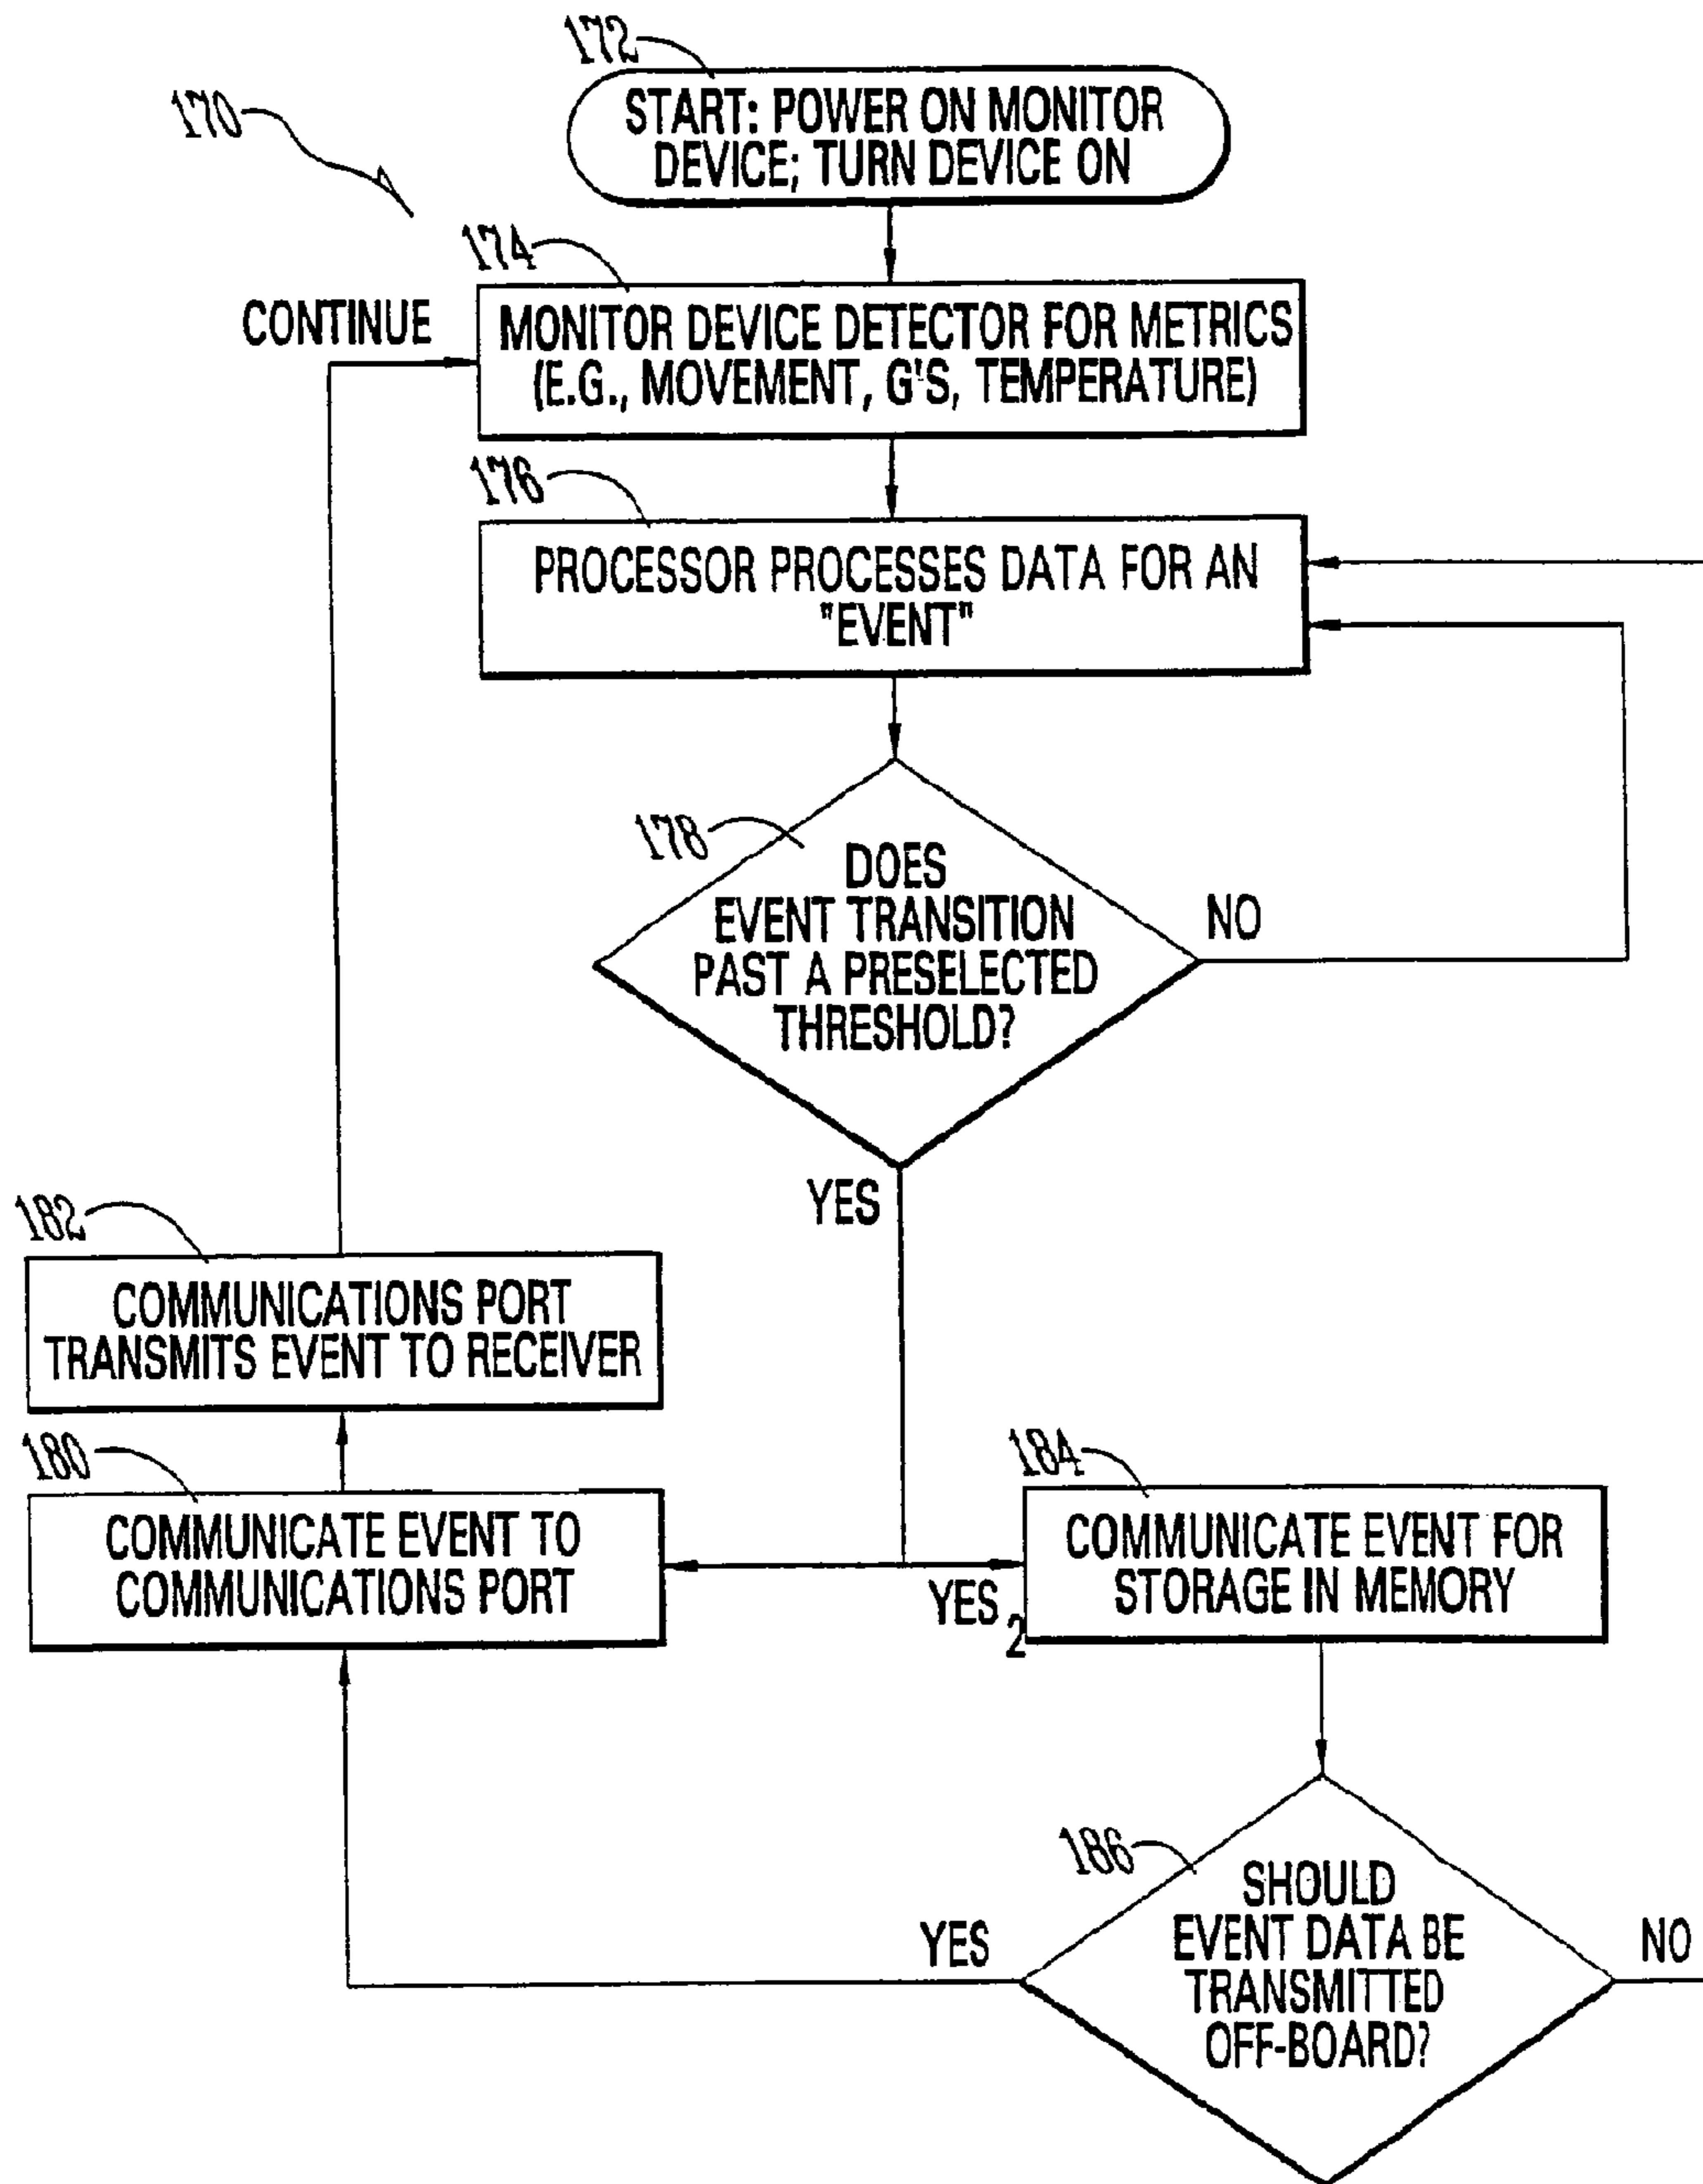 172
START: POWER ON MONITOR
DEVICE; TURN DEVICE ON
170
174
CONTINUE
MONITOR DEVICE DETECTOR FOR METRICS
(E.G., MOVEMENT, G'S, TEMPERATURE)
176
PROCESSOR PROCESSES DATA FOR AN
"EVENT"
178
DOES
EVENT TRANSITION
PAST A PRESELECTED
THRESHOLD?
NO
YES
182
COMMUNICATIONS PORT
TRANSMITS EVENT TO RECEIVER
180
COMMUNICATE EVENT TO
COMMUNICATIONS PORT
YES 2
184
COMMUNICATE EVENT FOR
STORAGE IN MEMORY
186
SHOULD
EVENT DATA BE
TRANSMITTED
OFF-BOARD?
YES
NO